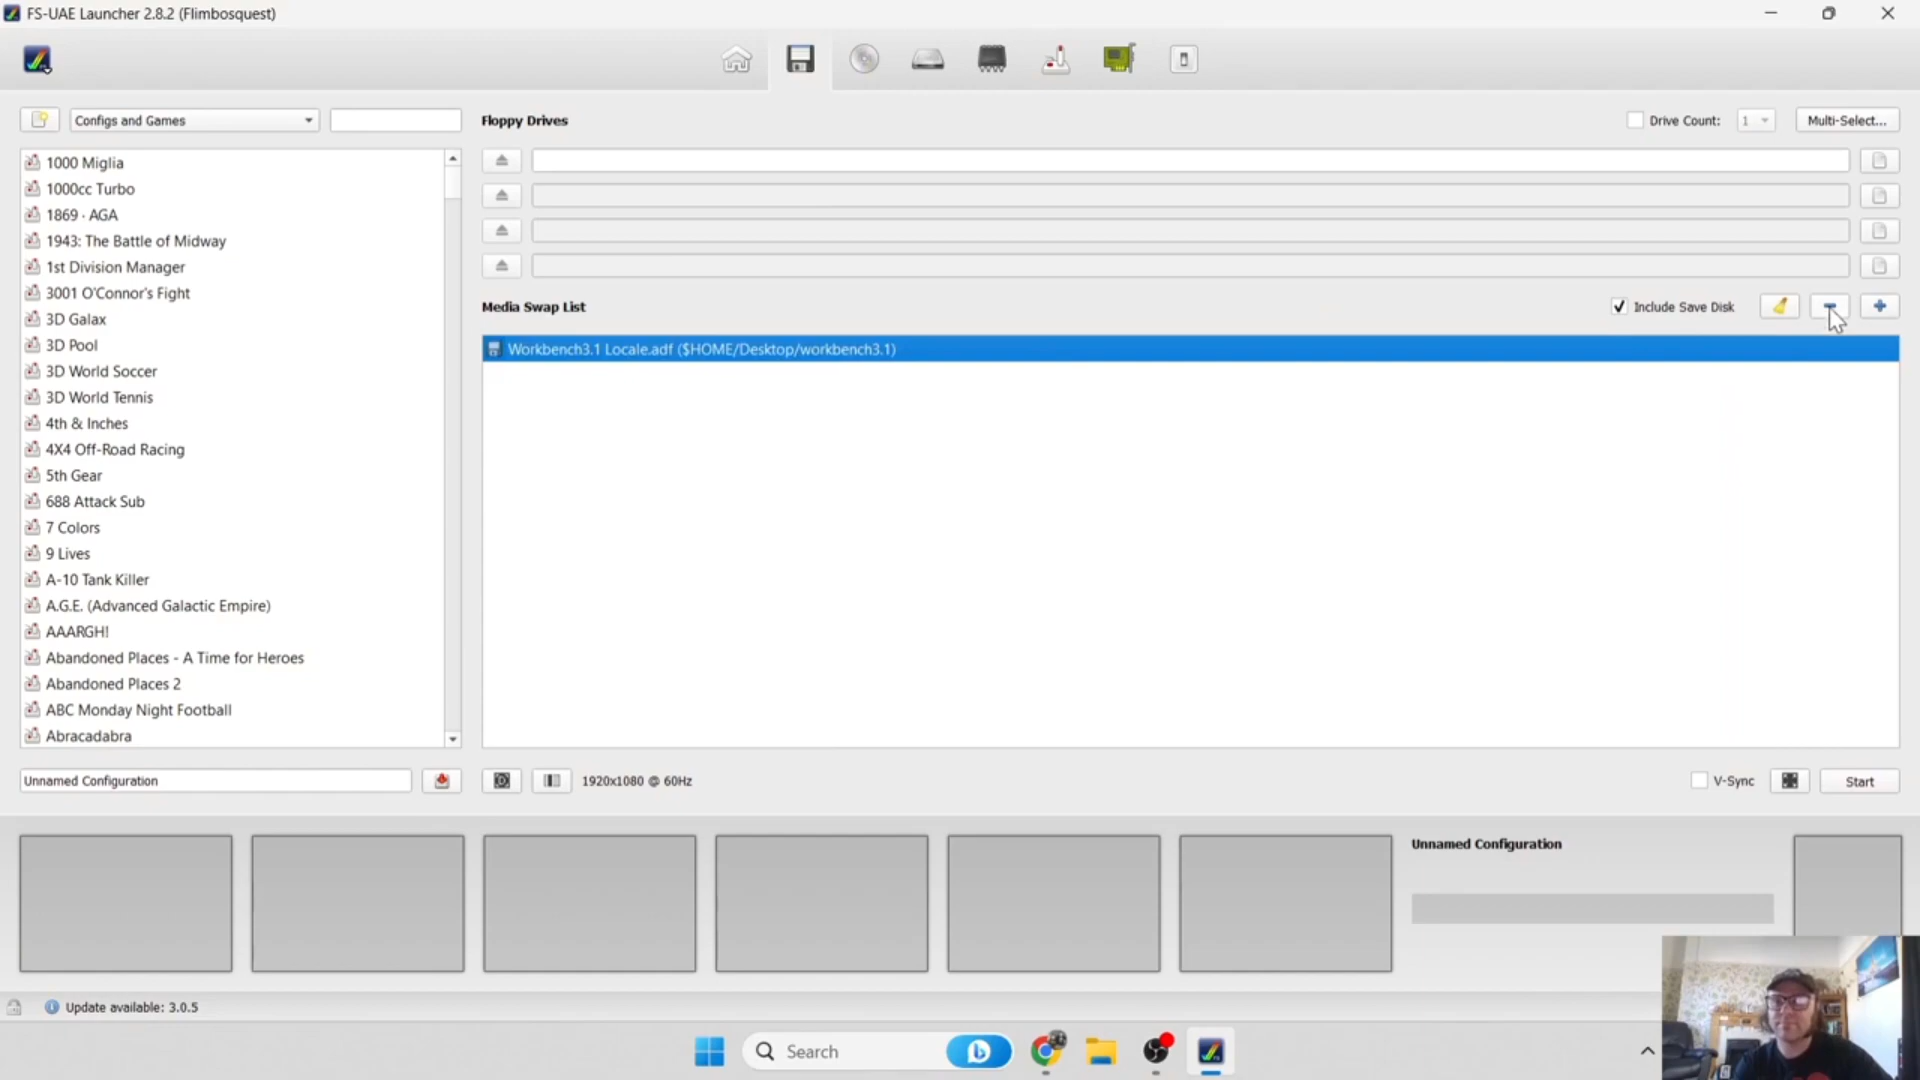 FS-UAE Launcher 2.8.2 (Flimbosquest)
Configs and Games
Floppy Drives
Drive Count:
1
Multi-Select...
1000 Miglia
1000cc Turbo
1869 · AGA
1943: The Battle of Midway
1st Division Manager
3001 O'Connor's Fight
3D Galax
3D Pool
3D World Soccer
3D World Tennis
4th & Inches
4X4 Off-Road Racing
5th Gear
688 Attack Sub
7 Colors
9 Lives
A-10 Tank Killer
A.G.E. (Advanced Galactic Empire)
AAARGH!
Abandoned Places - A Time for Heroes
Abandoned Places 2
ABC Monday Night Football
Abracadabra
Media Swap List
Include Save Disk
Workbench3.1 Locale.adf ($HOME/Desktop/workbench3.1)
Unnamed Configuration
1920x1080 @ 60Hz
V-Sync
Start
Unnamed Configuration
Update available: 3.0.5
Search